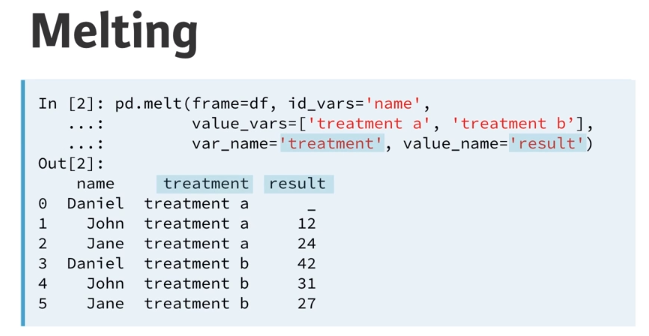 Melting
In [2]: pd.melt(frame=df, id_vars='name',
...: value_vars=['treatment a', 'treatment b’],
...: var_name='treatment', value_name='result')
Out[2]:
name treatment result
0 Daniel treatment a _
1 John treatment a 12
2 Jane treatment a 24
3 Daniel treatment b 42
4 John treatment b 31
5 Jane treatment b 27